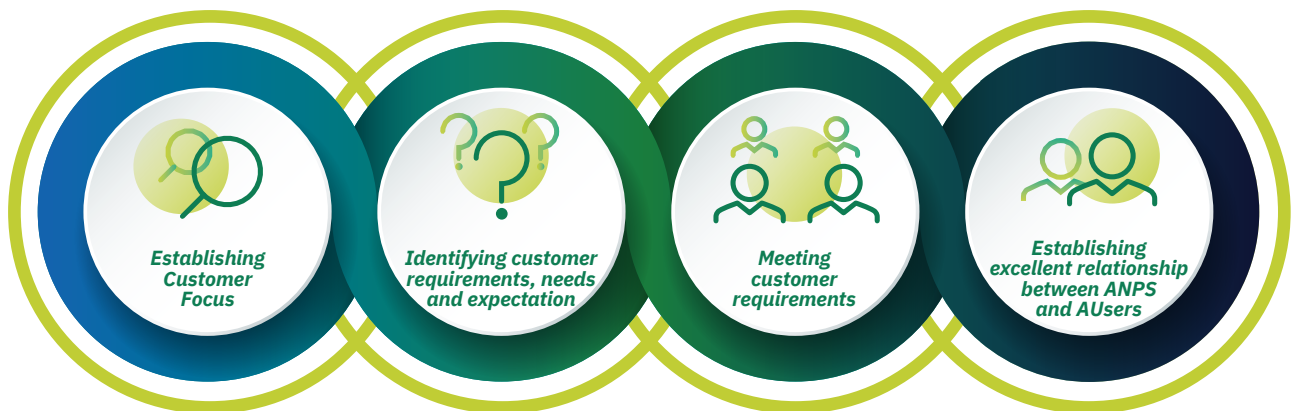 Establishing
Customer
Focus
Identifying customer
requirements, needs
and expectation
Meeting
customer
requirements
Establishing
excellent relationship
between ANPS
and AUsers